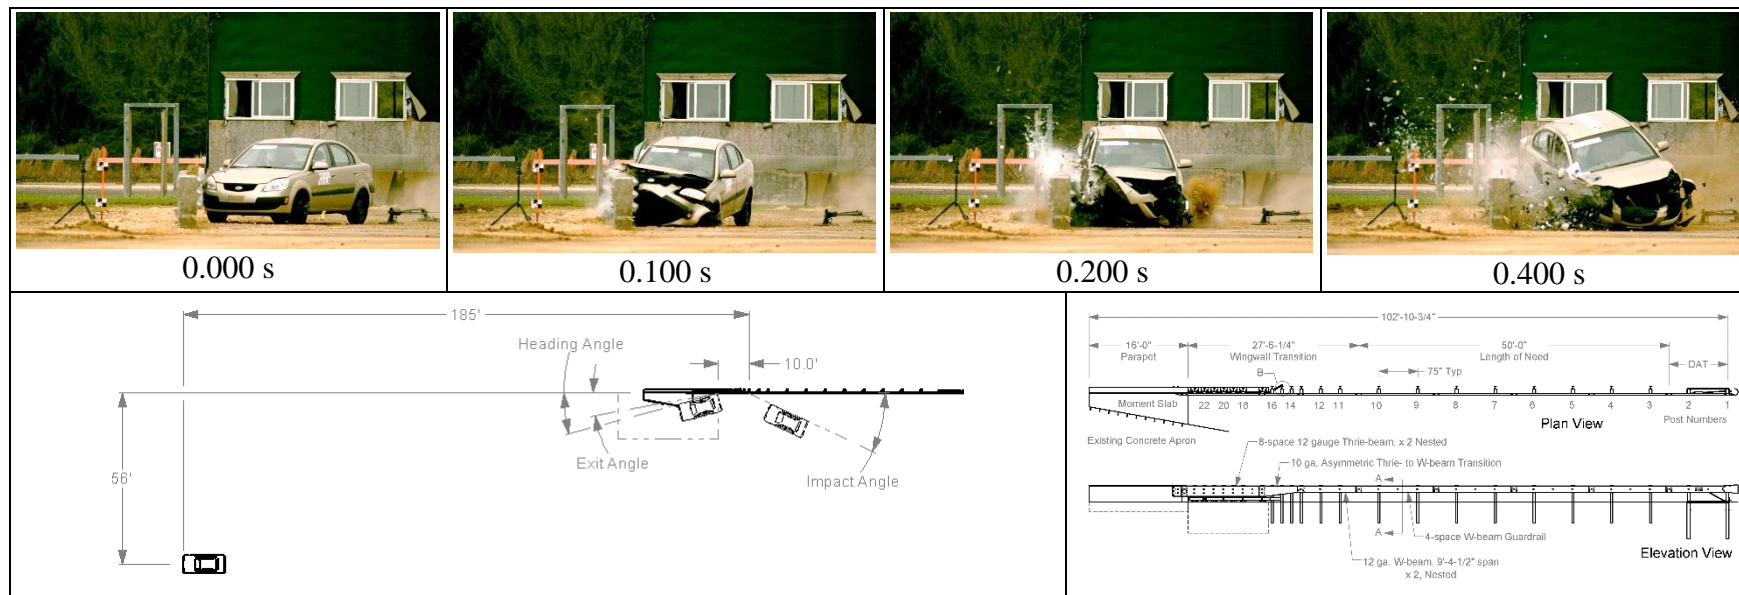 0.000 s
0.100 s
0.200 s
0.400 s
185'
Heading Angle
10.0'
Exit Angle
Impact Angle
56'
102'-10-3/4"
16'-0"
Parapet
27'-6-1/4"
Wingwall Transition
50'-0"
Length of Need
DAT
B
75" Typ
Moment Slab
22 20 18 16 14 12 11 10 9 8 7 6 5 4 3 2 1
Plan View
Post Numbers
Existing Concrete Apron
8-space 12 gauge Thrie-beam. x 2 Nested
10 ga. Asymmetric Thrie- to W-beam Transition
A
A
4-space W-beam Guardrail
Elevation View
12 ga. W-beam. 9'-4-1/2" span
x 2, Nested